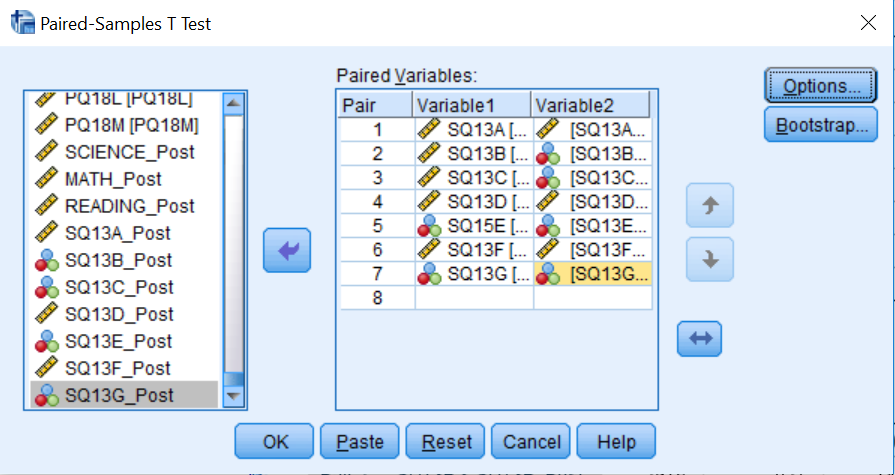 Paired-Samples T Test
PQ18L [PQ18L]
PQ18M [PQ18M]
SCIENCE_Post
MATH_Post
READING_Post
SQ13A_Post
SQ13B_Post
SQ13C_Post
SQ13D_Post
SQ13E_Post
SQ13F_Post
SQ13G_Post
Paired Variables:
Pair Variable1 Variable2
1 SQ13A [... [SQ13A...
2 SQ13B [... [SQ13B...
3 SQ13C [... [SQ13C...
4 SQ13D [... [SQ13D...
5 SQ15E [... [SQ13E...
6 SQ13F [... [SQ13F...
7 SQ13G [... [SQ13G...
8
Options...
Bootstrap...
OK Paste Reset Cancel Help